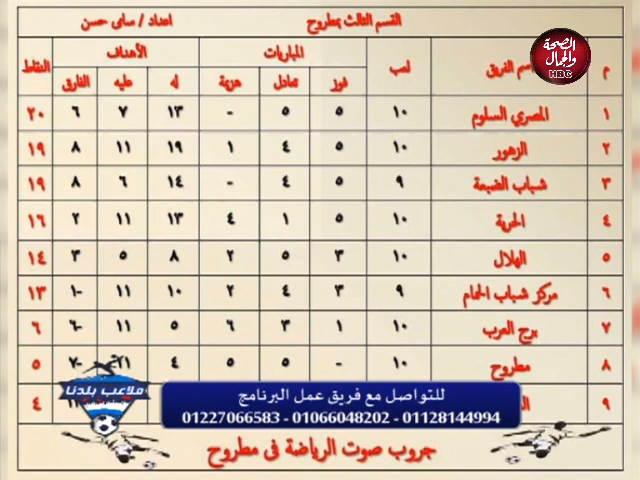 القسم الثالث بمطروح اعداد / سامى حسن
الصحة والجمال HBG
م اسم الفريق لعب المباريات الأهداف النقاط
فوز تعادل هزيمة له عليه الفارق
١ المصري السلوم ١٠ ٥ ٥ - ١٣ ٧ ٦ ٢٠
٢ الزهور ١٠ ٥ ٤ ١ ١٩ ١١ ٨ ١٩
٣ شباب الضبعة ٩ ٥ ٤ - ١٤ ٦ ٨ ١٩
٤ الحرية ١٠ ٥ ١ ٤ ١٣ ١١ ٢ ١٦
٥ الهلال ١٠ ٣ ٥ ٢ ٨ ٥ ٣ ١٤
٦ مركز شباب الحمام ٩ ٣ ٤ ٢ ١٠ ١١ -١ ١٣
٧ برج العرب ١٠ ١ ٣ ٦ ٥ ١١ -٦ ٦
٨ مطروح ١٠ - ٥ ٥ ٤ -٧ ٥
٩ ٤
ملاعب بلدنا
للتواصل مع فريق عمل البرنامج
01227066583 - 01066048202 - 01128144994
جروب صوت الرياضة فى مطروح